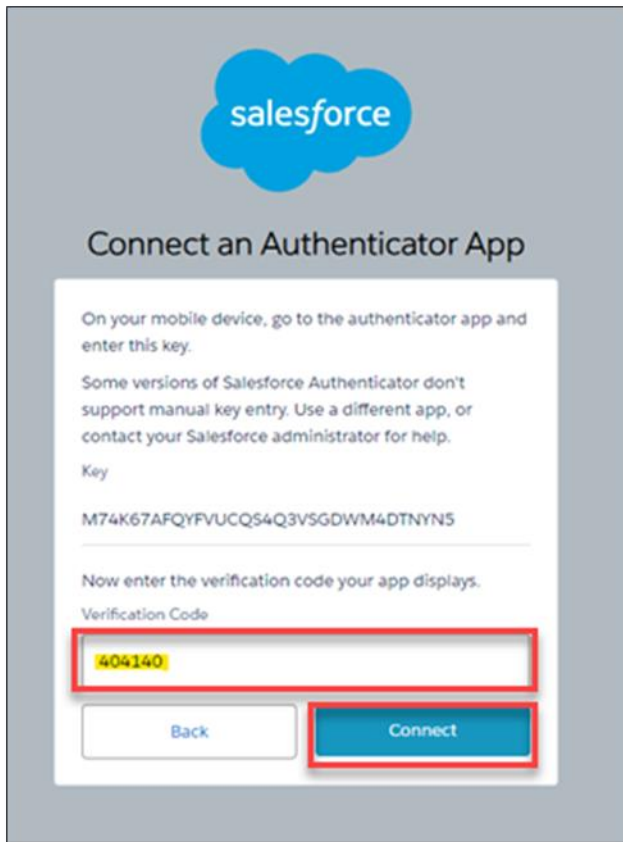 salesforce
Connect an Authenticator App
On your mobile device, go to the authenticator app and
enter this key.
Some versions of Salesforce Authenticator don't
support manual key entry. Use a different app, or
contact your Salesforce administrator for help.
Key
M74K67AFQYFVUCQS4Q3VSGDWM4DTNYN5
Now enter the verification code your app displays.
Verification Code
404140
Back Connect